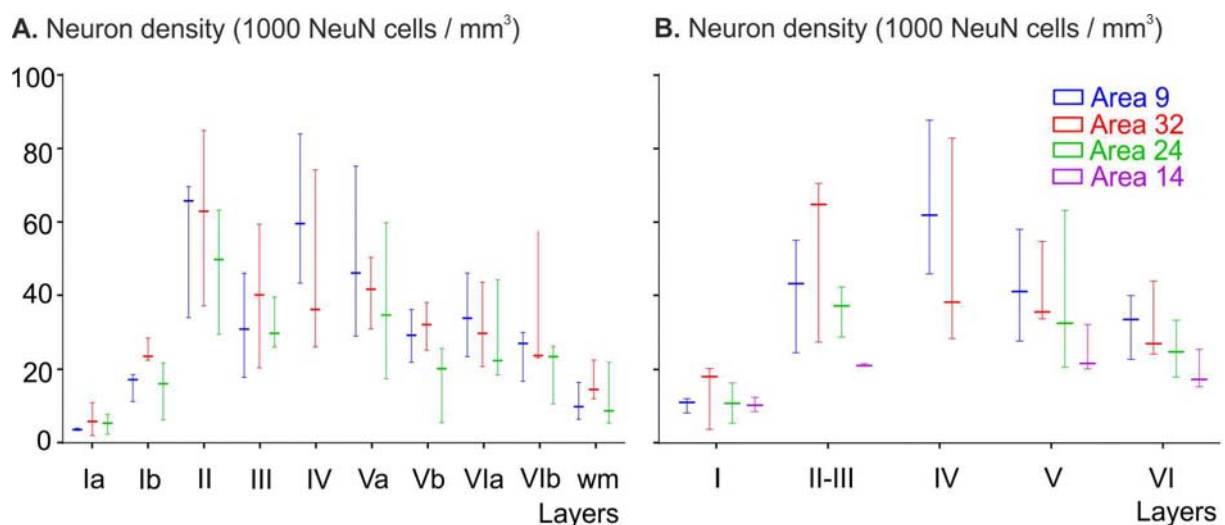 A. Neuron density (1000 NeuN cells / mm³)
100
80
60
40
20
0
Ia Ib II III IV Va Vb VIa VIb wm
Layers
B. Neuron density (1000 NeuN cells / mm³)
Area 9
Area 32
Area 24
Area 14
I II-III IV V VI
Layers